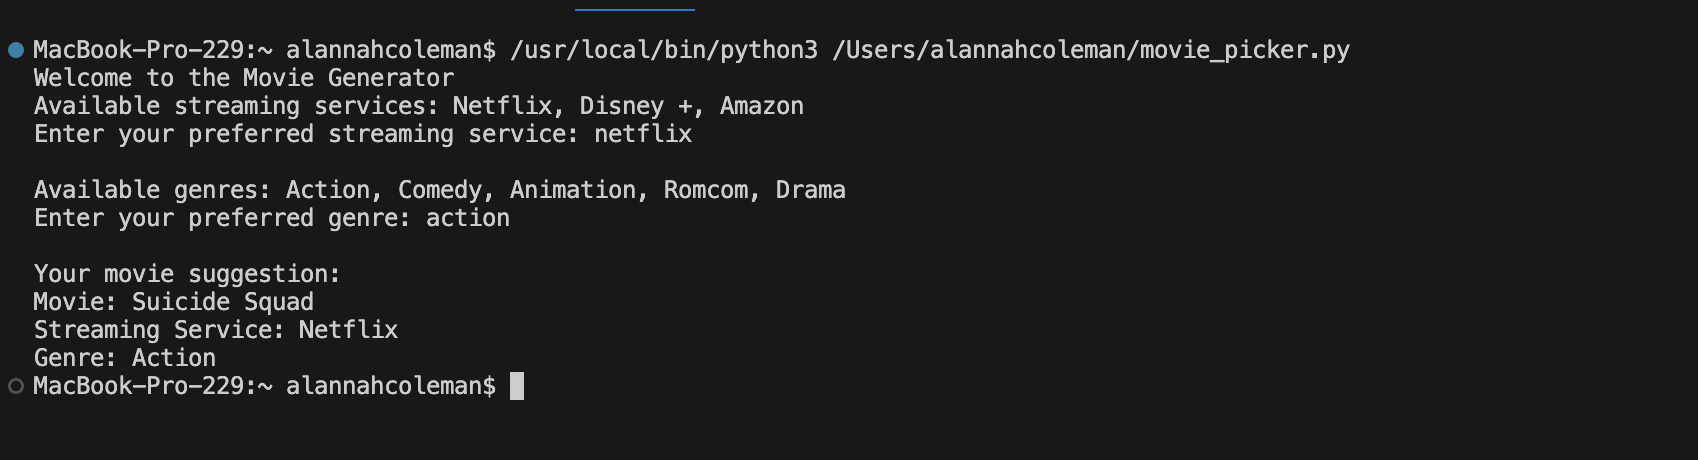 MacBook-Pro-229:~ alannahcoleman$ /usr/local/bin/python3 /Users/alannahcoleman/movie_picker.py
Welcome to the Movie Generator
Available streaming services: Netflix, Disney +, Amazon
Enter your preferred streaming service: netflix
Available genres: Action, Comedy, Animation, Romcom, Drama
Enter your preferred genre: action
Your movie suggestion:
Movie: Suicide Squad
Streaming Service: Netflix
Genre: Action
MacBook-Pro-229:~ alannahcoleman$